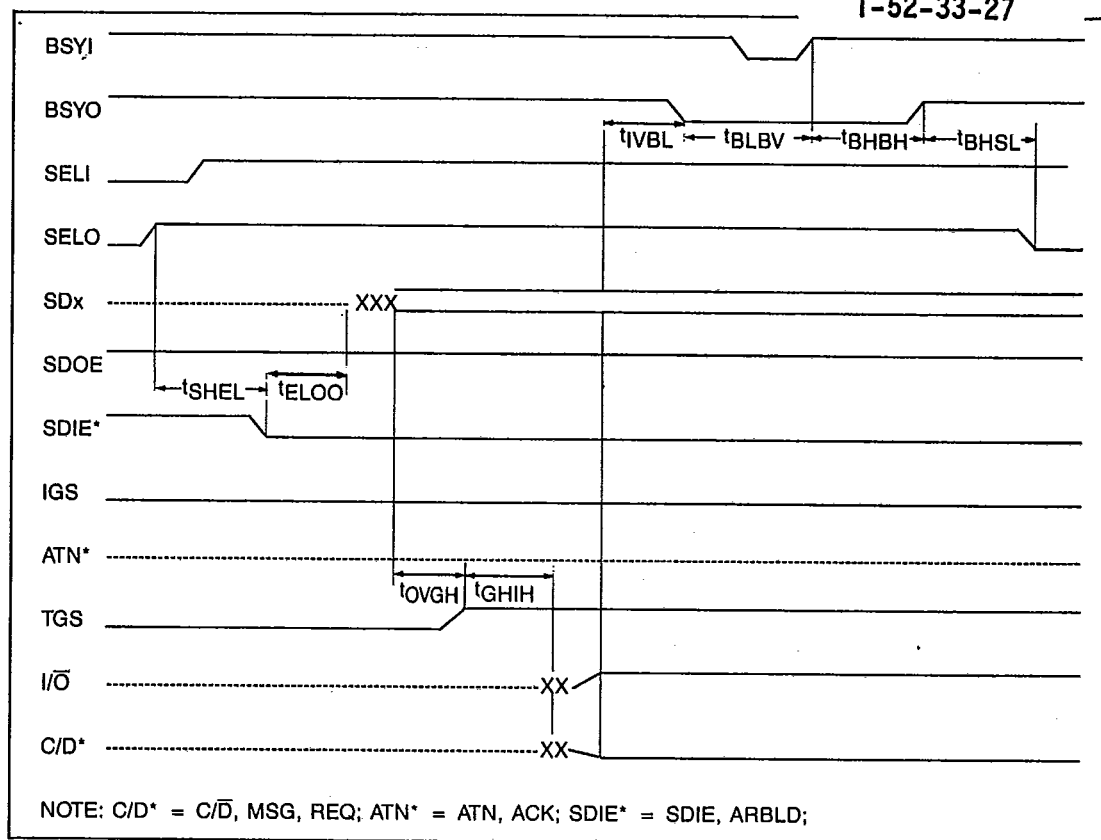 1-52-33-27
BSYI
BSYO
tIVBL tBLBV tBHBH tBHSL
SELI
SELO
SDx XXX
SDOE
tSHEL tELOO
SDIE*
IGS
ATN*
tOVGH tGHIH
TGS
I/O̅ XX
C/D* XX
NOTE: C/D* = C/D̅, MSG, REQ; ATN* = ATN, ACK; SDIE* = SDIE, ARBLD;